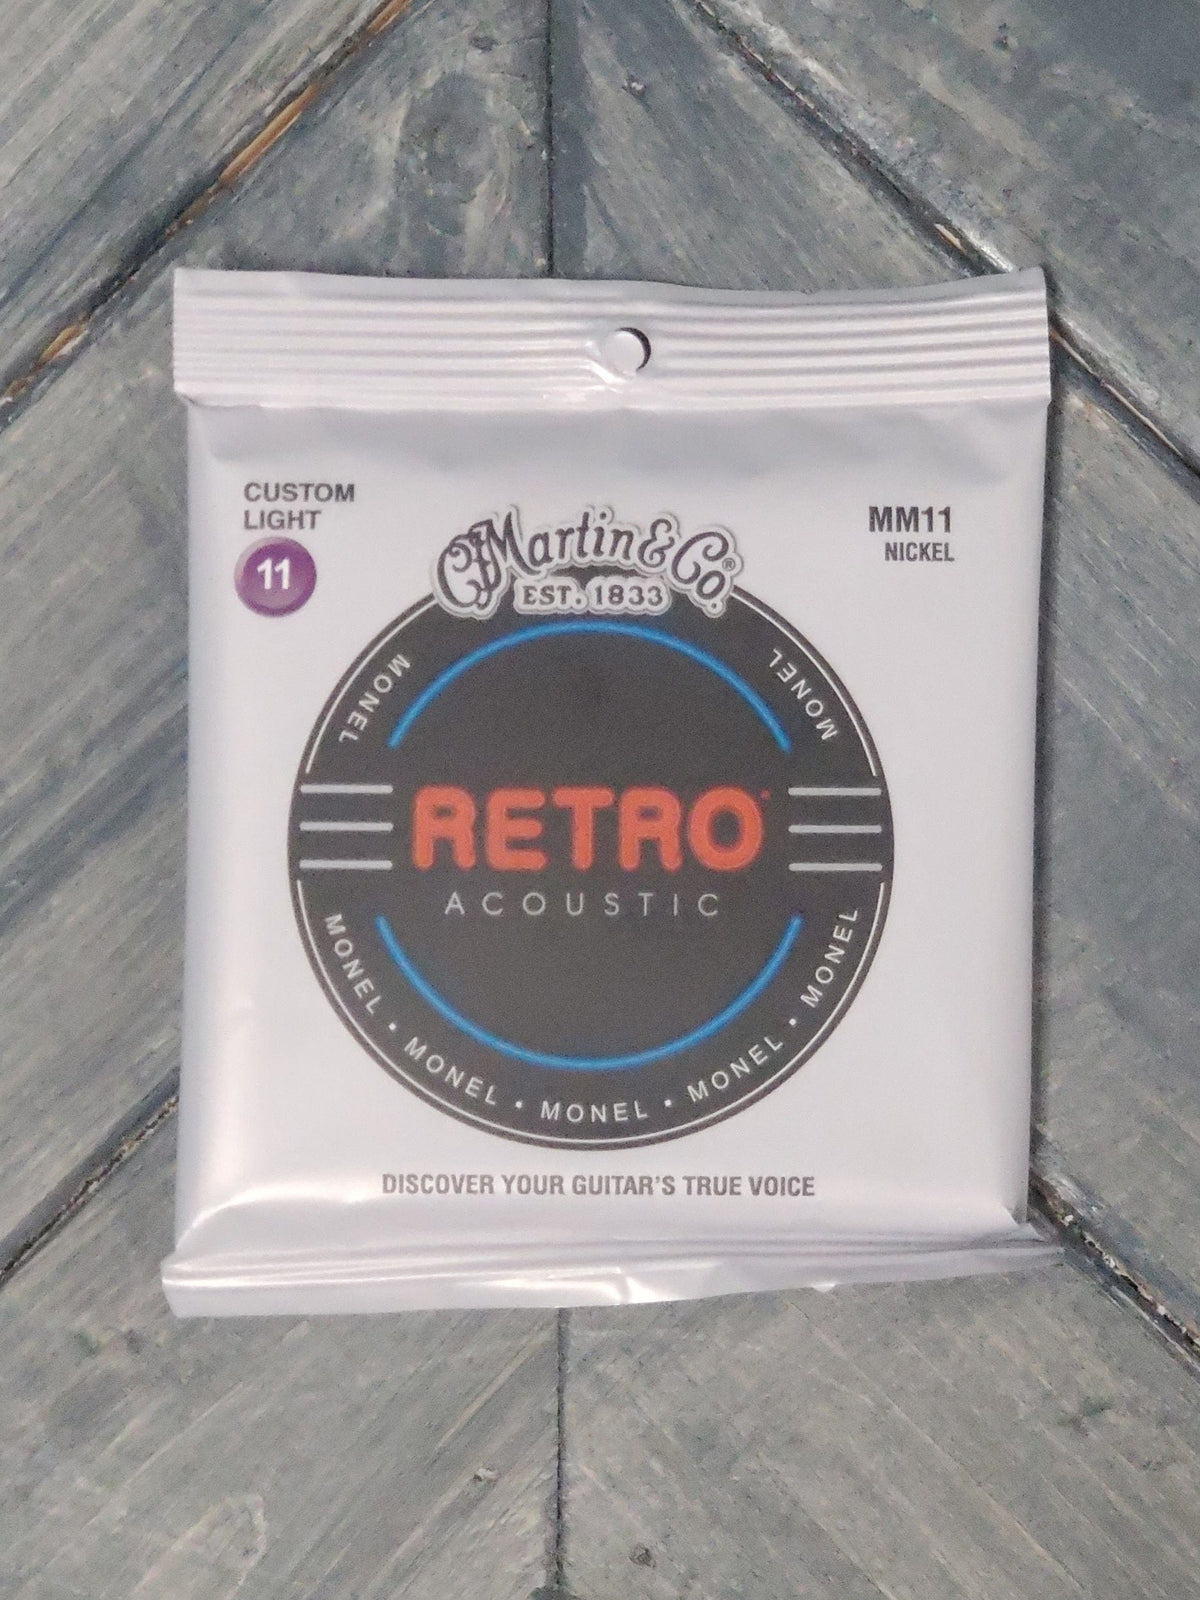 CUSTOM
LIGHT
11
CFMartin & Co.®
EST. 1833
MM11
NICKEL
MONEL
MONEL
RETRO
ACOUSTIC
MONEL • MONEL • MONEL • MONEL • MONEL
DISCOVER YOUR GUITAR'S TRUE VOICE